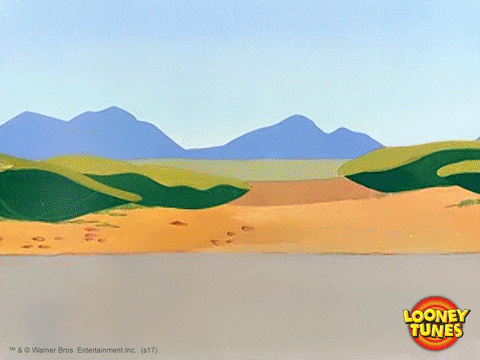 LOONEY
TUNES
™ & © Warner Bros. Entertainment Inc. (s17)